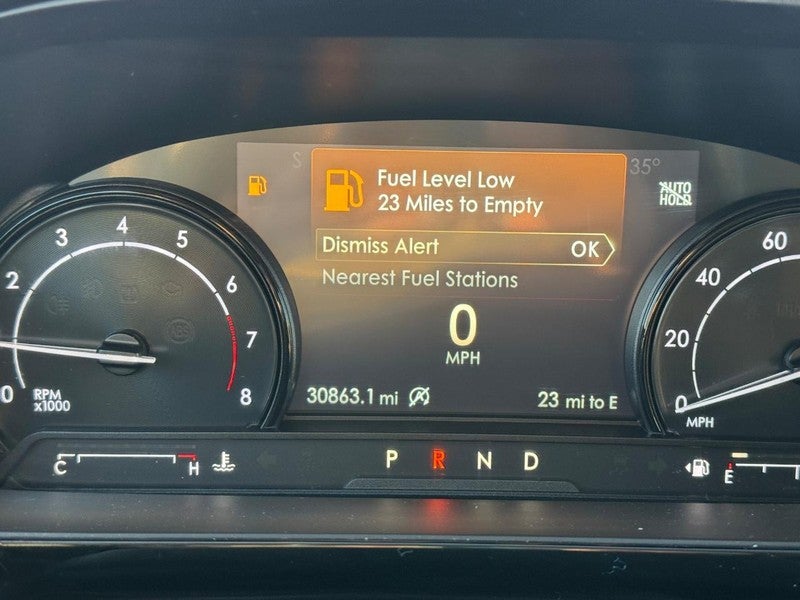 S
35°
Fuel Level Low
23 Miles to Empty
AUTO
HOLD
Dismiss Alert OK
Nearest Fuel Stations
0
MPH
30863.1 mi
23 mi to E
0 2 3 4 5 6 7 8
RPM
x1000
0 20 40 60
MPH
C H
P R N D
E